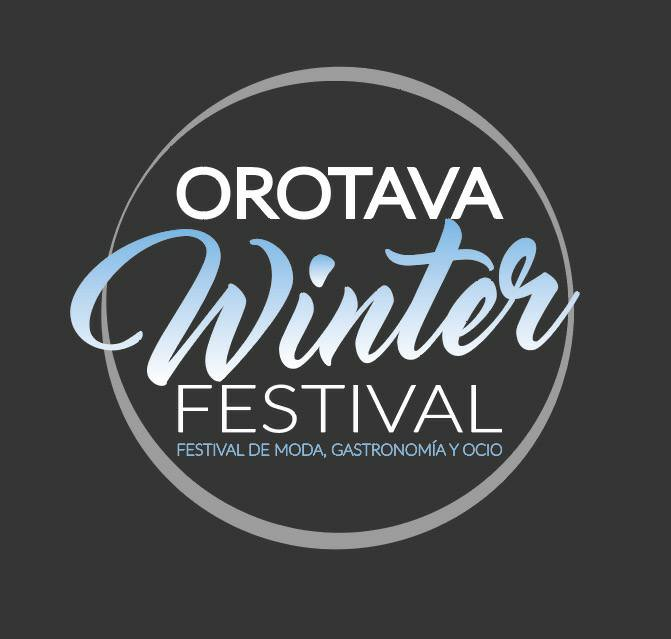 OROTAVA
Winter
FESTIVAL
FESTIVAL DE MODA, GASTRONOMÍA Y OCIO